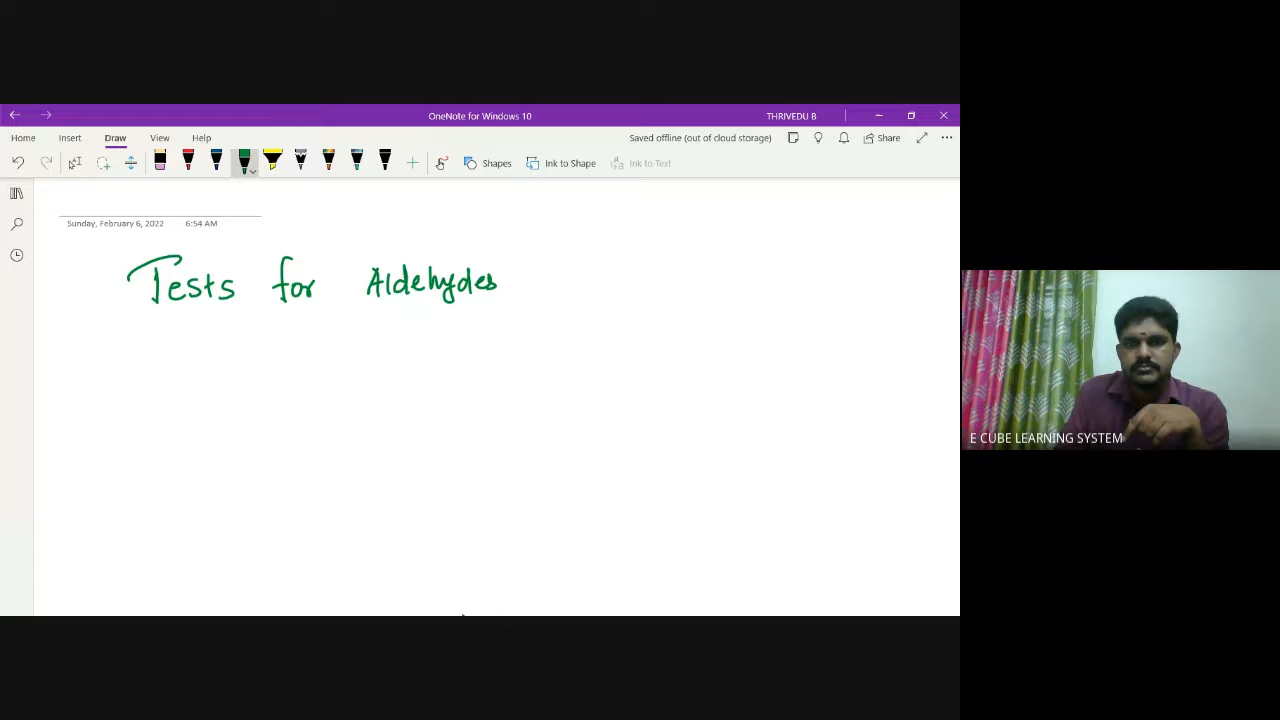 OneNote for Windows 10
THRIVEDU B
Home Insert Draw View Help
Saved offline (out of cloud storage)
Share
Shapes
Ink to Shape
Ink to Text
Sunday, February 6, 2022 6:54 AM
Tests for Aldehydes
E CUBE LEARNING SYSTEM